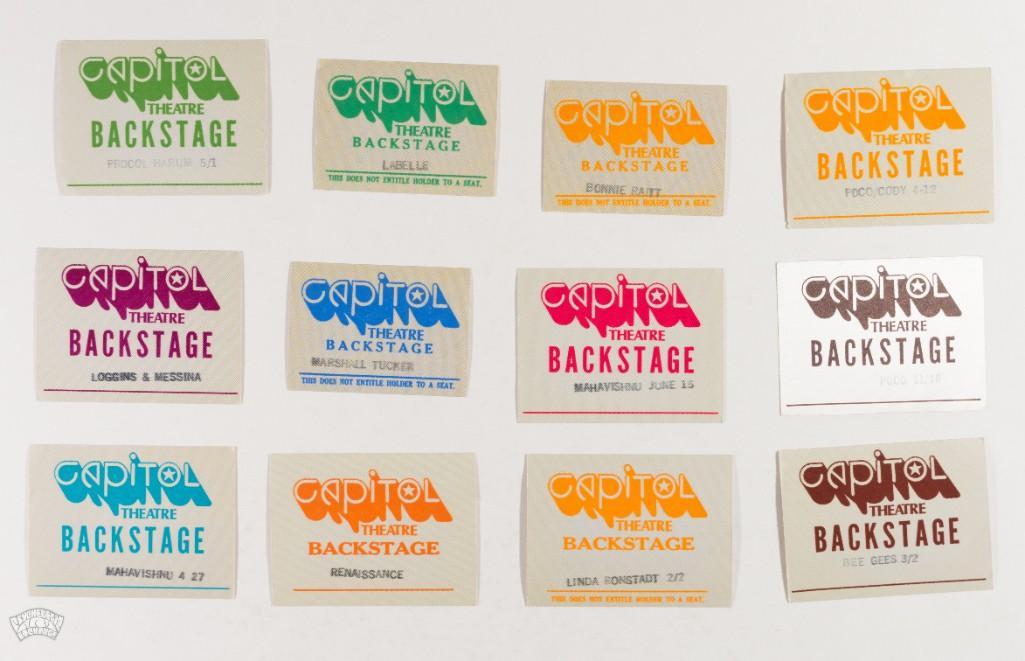 CAPITOL
THEATRE
BACKSTAGE
PROCOL HARUM 5/1
CAPITOL
THEATRE
BACKSTAGE
LABELLE
THIS DOES NOT ENTITLE HOLDER TO A SEAT.
CAPITOL
THEATRE
BACKSTAGE
BONNIE RAITT
THIS DOES NOT ENTITLE HOLDER TO A SEAT.
CAPITOL
THEATRE
BACKSTAGE
POCO/CODY 4-12
CAPITOL
THEATRE
BACKSTAGE
LOGGINS & MESSINA
CAPITOL
THEATRE
BACKSTAGE
MARSHALL TUCKER
THIS DOES NOT ENTITLE HOLDER TO A SEAT.
CAPITOL
THEATRE
BACKSTAGE
MAHAVISHNU JUNE 15
CAPITOL
THEATRE
BACKSTAGE
POCO
CAPITOL
THEATRE
BACKSTAGE
MAHAVISHNU 4 27
CAPITOL
THEATRE
BACKSTAGE
RENAISSANCE
CAPITOL
THEATRE
BACKSTAGE
LINDA RONSTADT 2/2
THIS DOES NOT ENTITLE HOLDER TO A SEAT.
CAPITOL
THEATRE
BACKSTAGE
BEE GEES 3/2